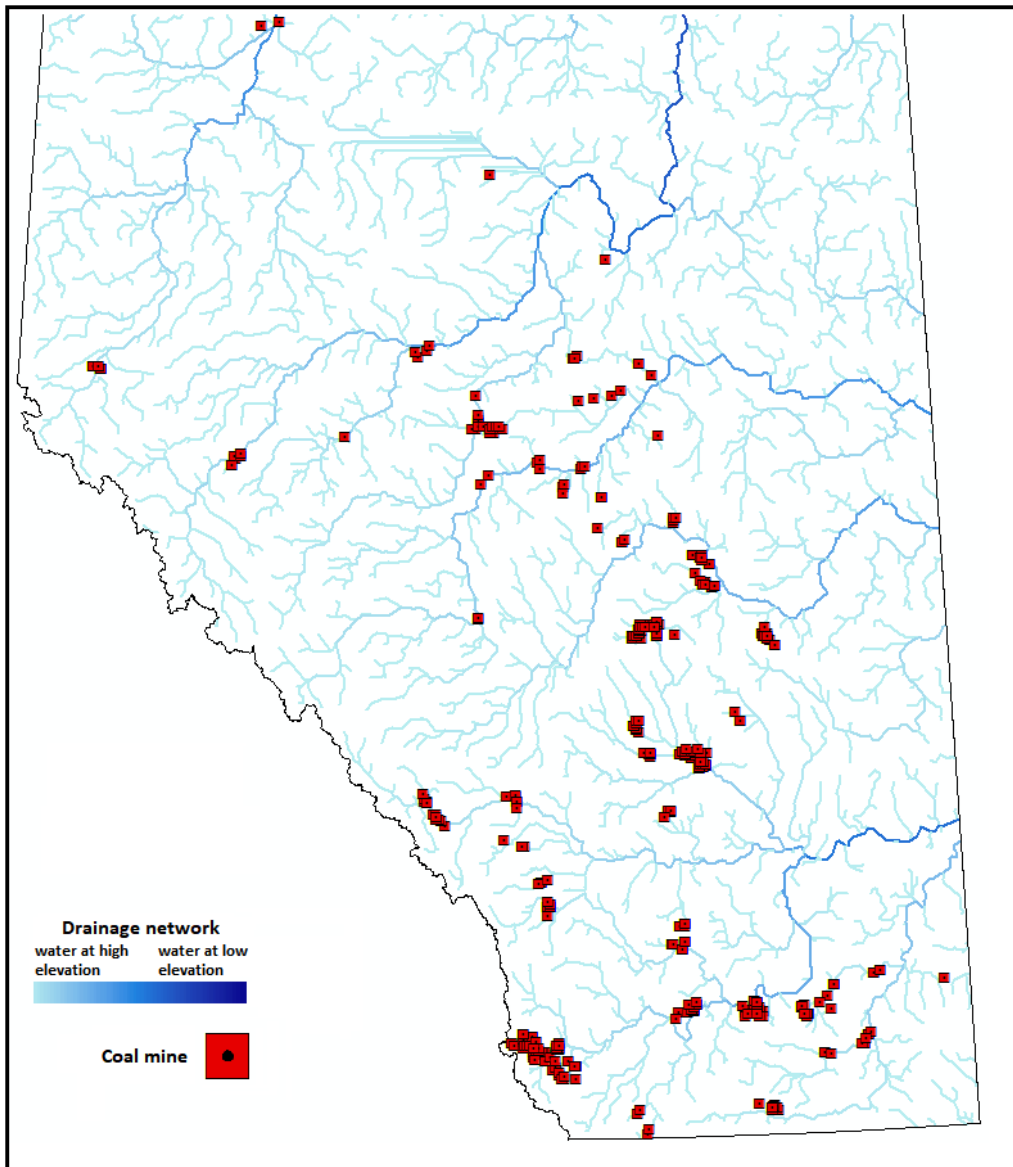 Drainage network
water at high water at low
elevation elevation
Coal mine